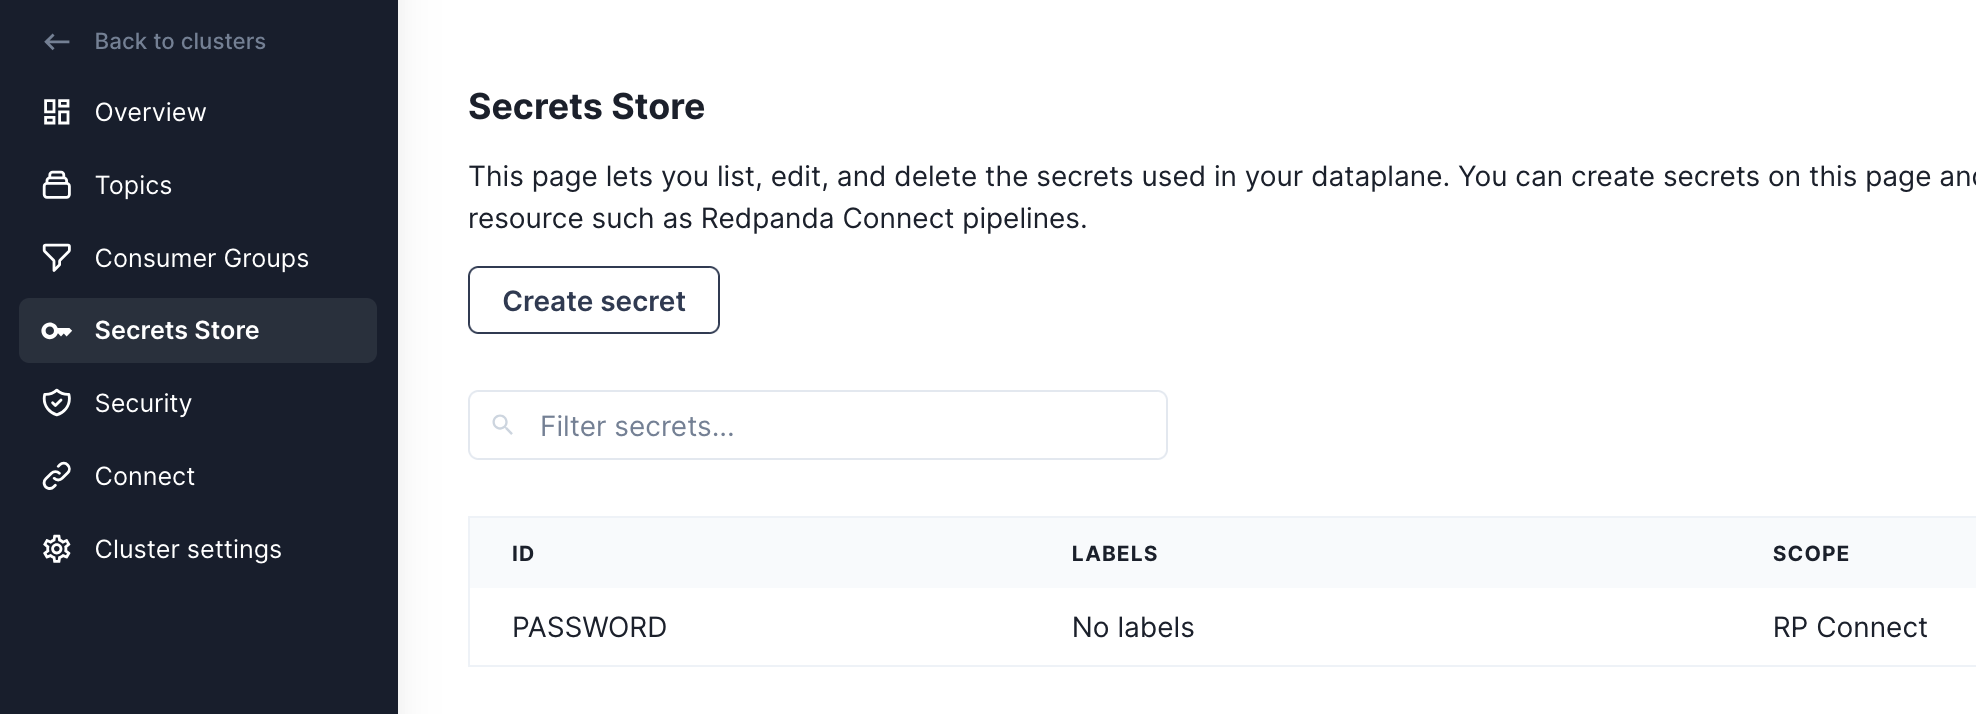 Back to clusters
Overview
Topics
Consumer Groups
Secrets Store
Security
Connect
Cluster settings
Secrets Store
This page lets you list, edit, and delete the secrets used in your dataplane. You can create secrets on this page and
resource such as Redpanda Connect pipelines.
Create secret
Filter secrets...
ID LABELS SCOPE
PASSWORD No labels RP Connect